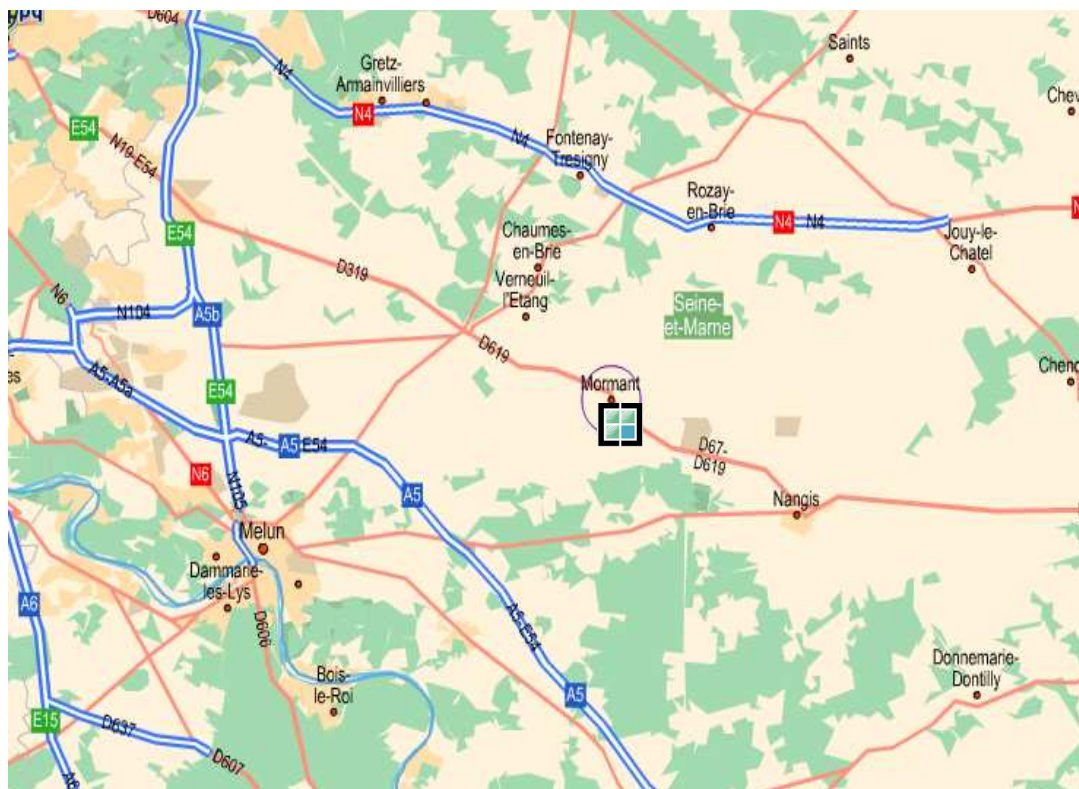 D604
Saints
N4
Gretz-
Armainvilliers
Chev
N4
E54
N19-E54
N4
Fontenay-
Tresigny
Rozay-
en-Brie
N4
N4
E54
Chaumes-
en-Brie
Jouy-le-
Chatel
D319
Verneuil-
l'Etang
N6
N104
A5b
Seine-
et-Marne
D619
A5-A5a
Mormant
Chenc
es
E54
A5-
A5
E54
D67-
D619
N6
N105
A5
Nangis
Melun
Dammarie-
les-Lys
A6
D606
A5-E54
Bois-
le-Roi
Donnemarie-
Dontilly
A5
E15
D637
D607
A6